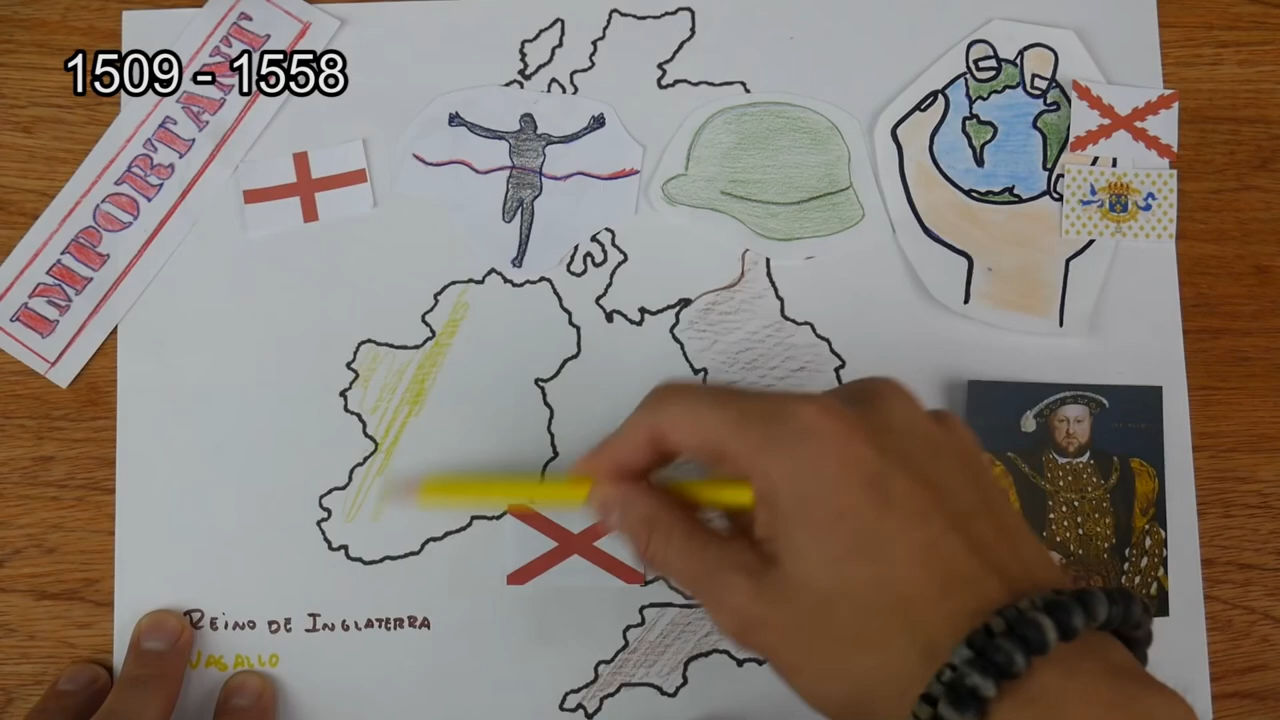 1509 - 1558
IMPORTANT
REINO DE INGLATERRA
VASALLO